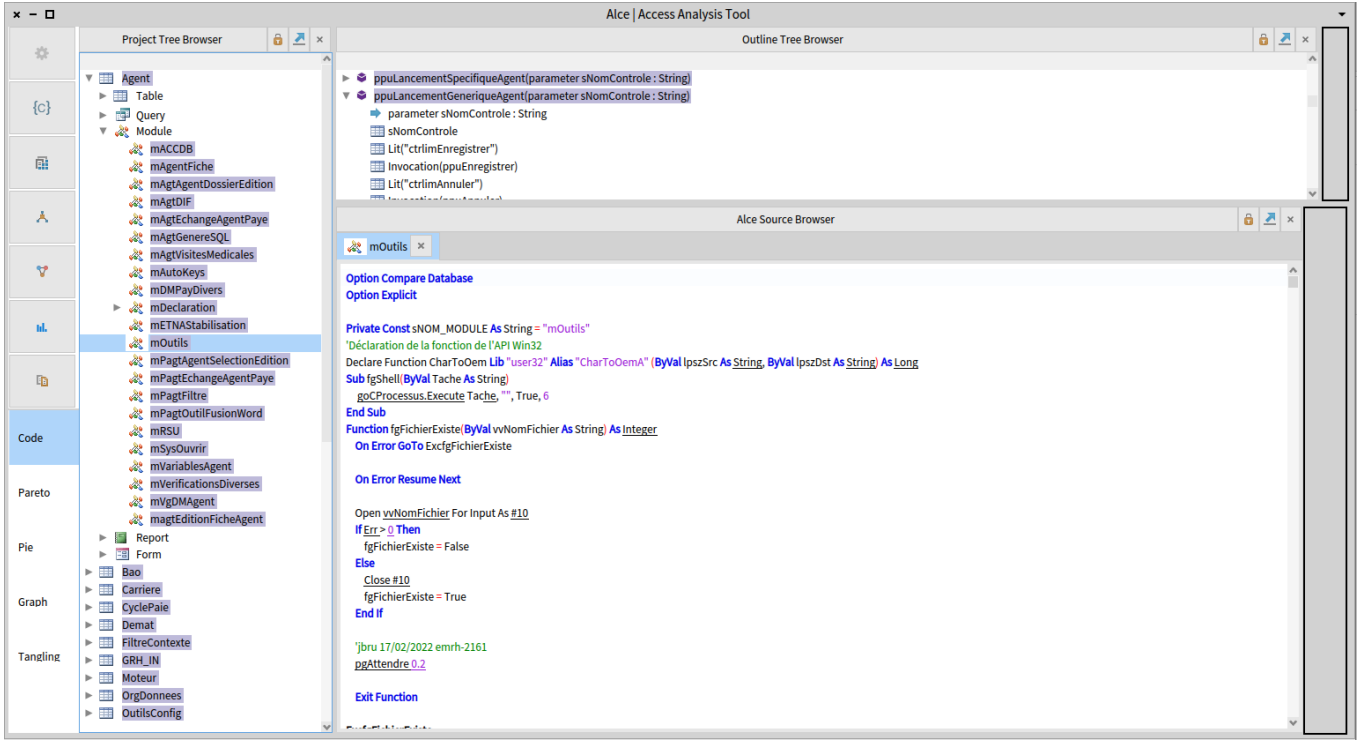 Alce | Access Analysis Tool
Project Tree Browser
Agent
Table
Query
Module
mACCDB
mAgentFiche
mAgtAgentDossierEdition
mAgtDIF
mAgtEchangeAgentPaye
mAgtGenereSQL
mAgtVisitesMedicales
mAutoKeys
mDMPayDivers
mDeclaration
mETNAStabilisation
mOutils
mPagtAgentSelectionEdition
mPagtEchangeAgentPaye
mPagtFiltre
mPagtOutilFusionWord
mRSU
mSysOuvrir
mVariablesAgent
mVerificationsDiverses
mVgDMAgent
magtEditionFicheAgent
Report
Form
Bao
Carriere
CyclePaie
Demat
FiltreContexte
GRH_IN
Moteur
OrgDonnees
OutilsConfig
{c}
Code
Pareto
Pie
Graph
Tangling
Outline Tree Browser
ppuLancementSpecifiqueAgent(parameter sNomControle : String)
ppuLancementGeneriqueAgent(parameter sNomControle : String)
parameter sNomControle : String
sNomControle
Lit("ctrlimEnregistrer")
Invocation(ppuEnregistrer)
Lit("ctrlimAnnuler")
Invocation(ppuAnnuler)
Alce Source Browser
mOutils
Option Compare Database
Option Explicit
Private Const sNOM_MODULE As String = "mOutils"
'Déclaration de la fonction de l'API Win32
Declare Function CharToOem Lib "user32" Alias "CharToOemA" (ByVal lpszSrc As String, ByVal lpszDst As String) As Long
Sub fgShell(ByVal Tache As String)
goCProcessus.Execute Tache, "", True, 6
End Sub
Function fgFichierExiste(ByVal vvNomFichier As String) As Integer
On Error GoTo ExcfgFichierExiste
On Error Resume Next
Open vvNomFichier For Input As #10
If Err > 0 Then
fgFichierExiste = False
Else
Close #10
fgFichierExiste = True
End If
'jbru 17/02/2022 emrh-2161
pgAttendre 0.2
Exit Function
ExcfgFichierExiste: